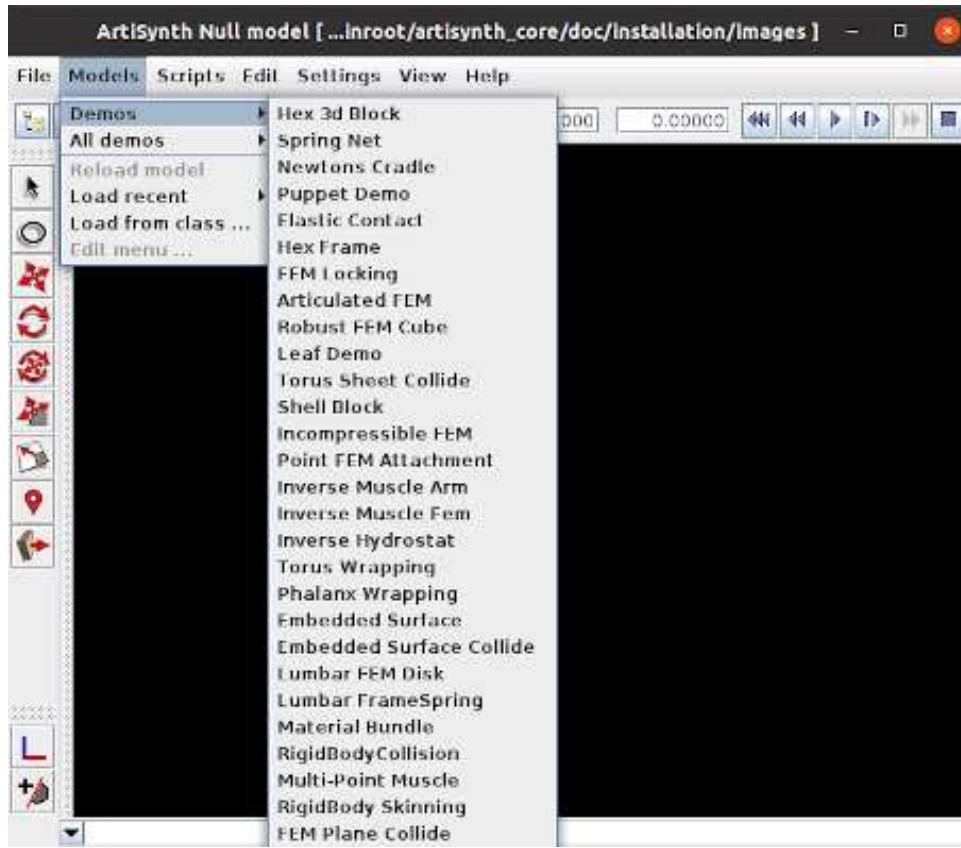 ArtiSynth Null model [ ...inroot/artisynth_core/doc/installation/images ]
File Models Scripts Edit Settings View Help
000 0.00000
Demos
All demos
Reload model
Load recent
Load from class ...
Edit menu ...
Hex 3d Block
Spring Net
Newtons Cradle
Puppet Demo
Elastic Contact
Hex Frame
FEM Locking
Articulated FEM
Robust FEM Cube
Leaf Demo
Torus Sheet Collide
Shell Block
Incompressible FEM
Point FEM Attachment
Inverse Muscle Arm
Inverse Muscle Fem
Inverse Hydrostat
Torus Wrapping
Phalanx Wrapping
Embedded Surface
Embedded Surface Collide
Lumbar FEM Disk
Lumbar FrameSpring
Material Bundle
RigidBodyCollision
Multi-Point Muscle
RigidBody Skinning
FEM Plane Collide